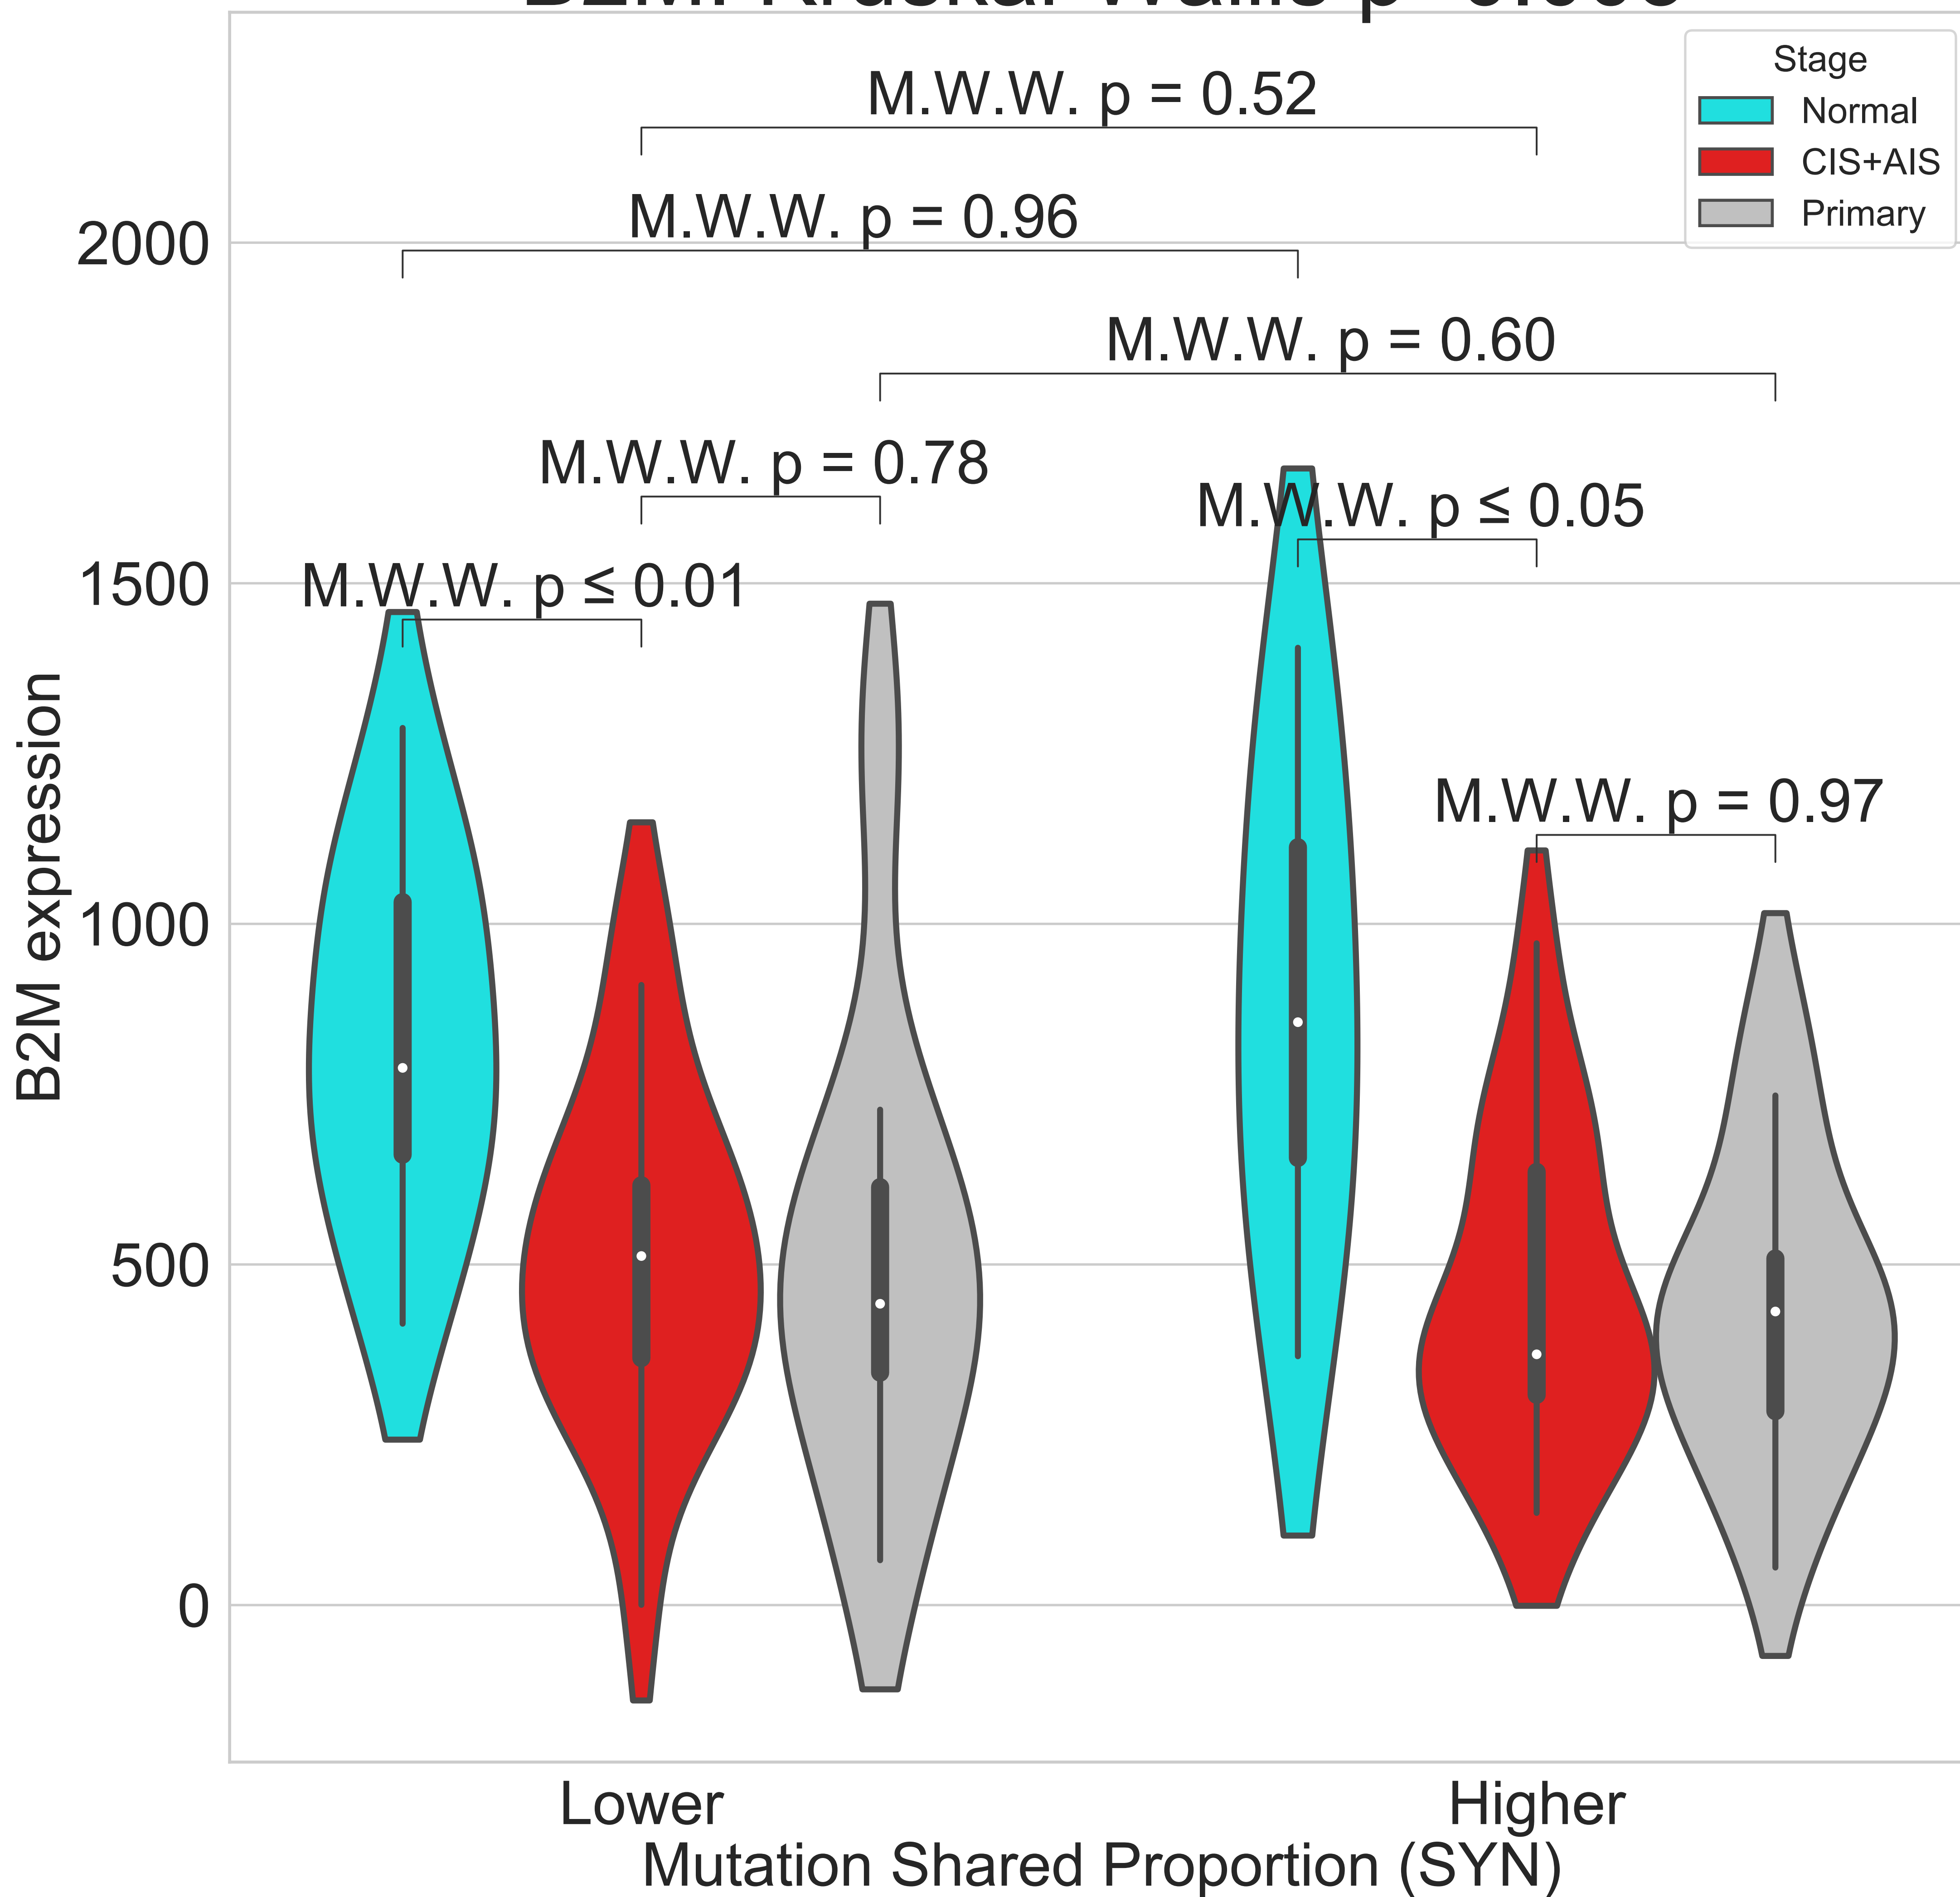 Stage
Normal
CIS+AIS
Primary
M.W.W. p = 0.52
M.W.W. p = 0.96
M.W.W. p = 0.60
M.W.W. p = 0.78
M.W.W. p ≤ 0.05
M.W.W. p ≤ 0.01
M.W.W. p = 0.97
2000
1500
1000
500
0
B2M expression
Lower
Higher
Mutation Shared Proportion (SYN)